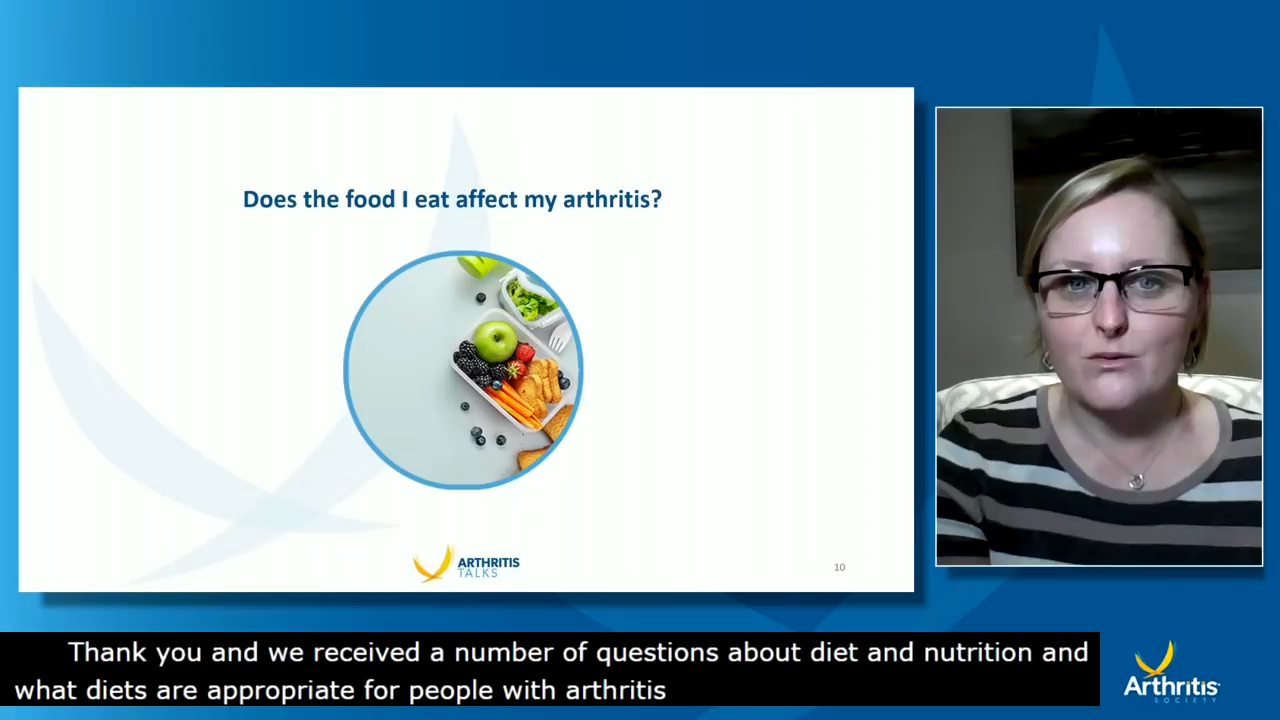 Does the food I eat affect my arthritis?
ARTHRITIS
TALKS
10
Thank you and we received a number of questions about diet and nutrition and
what diets are appropriate for people with arthritis
Arthritis
SOCIETY